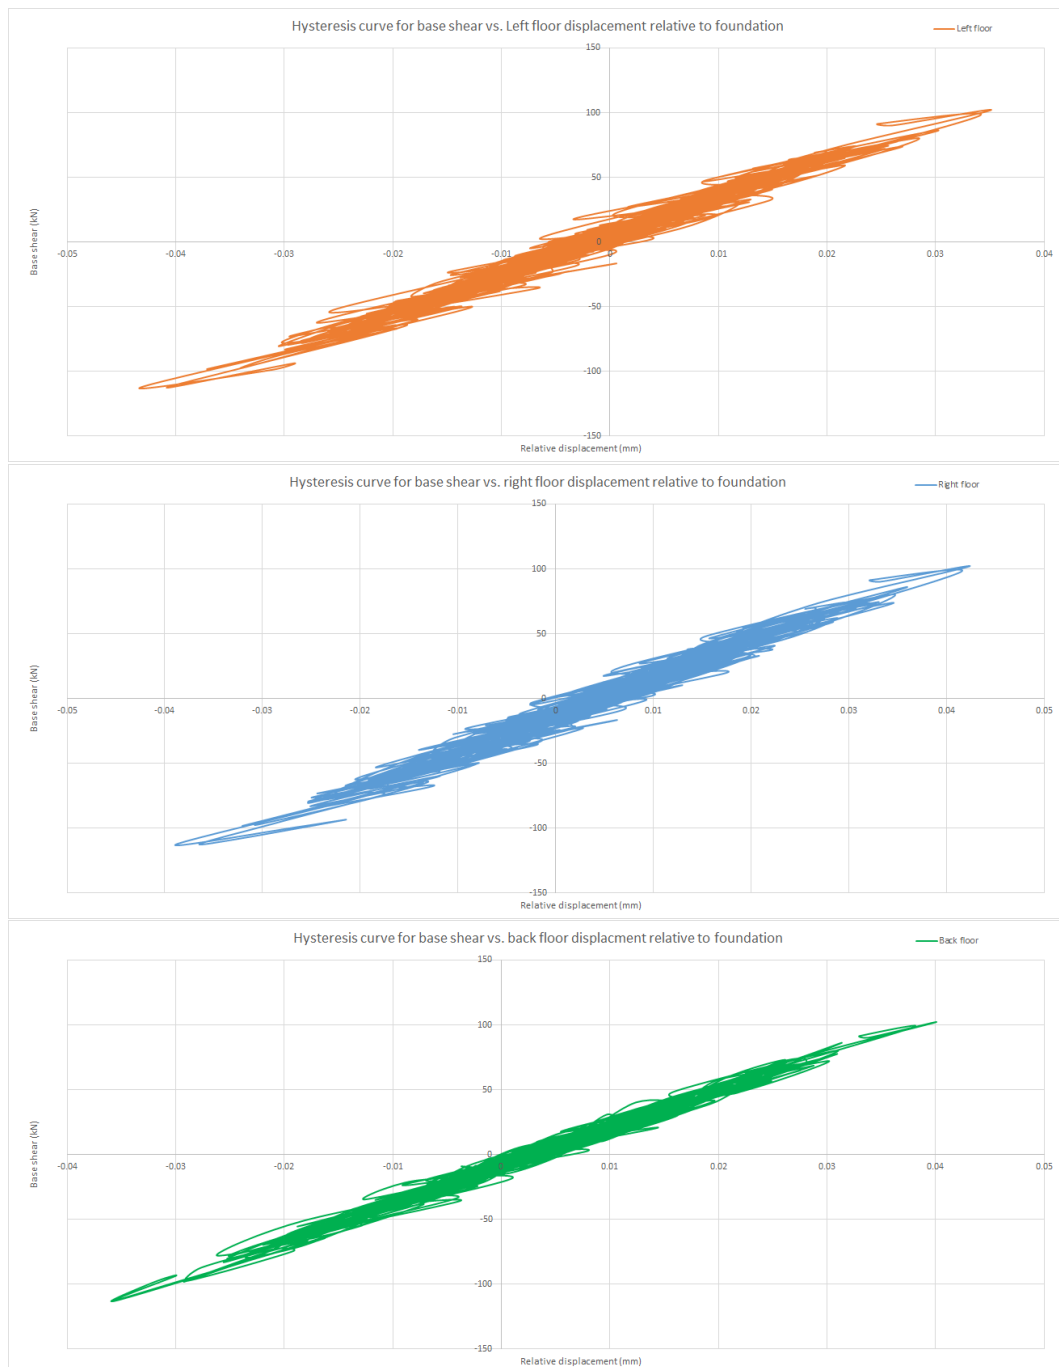 Hysteresis curve for base shear vs. Left floor displacement relative to foundation
Left floor
150
100
50
0
-50
-100
-150
-0.05 -0.04 -0.03 -0.02 -0.01 0 0.01 0.02 0.03 0.04
Base shear (kN)
Relative displacement (mm)
Hysteresis curve for base shear vs. right floor displacement relative to foundation
Right floor
150
100
50
0
-50
-100
-150
-0.05 -0.04 -0.03 -0.02 -0.01 0 0.01 0.02 0.03 0.04 0.05
Base shear (kN)
Relative displacement (mm)
Hysteresis curve for base shear vs. back floor displacment relative to foundation
Back floor
150
100
50
0
-50
-100
-150
-0.04 -0.03 -0.02 -0.01 0 0.01 0.02 0.03 0.04 0.05
Base shear (kN)
Relative displacement (mm)